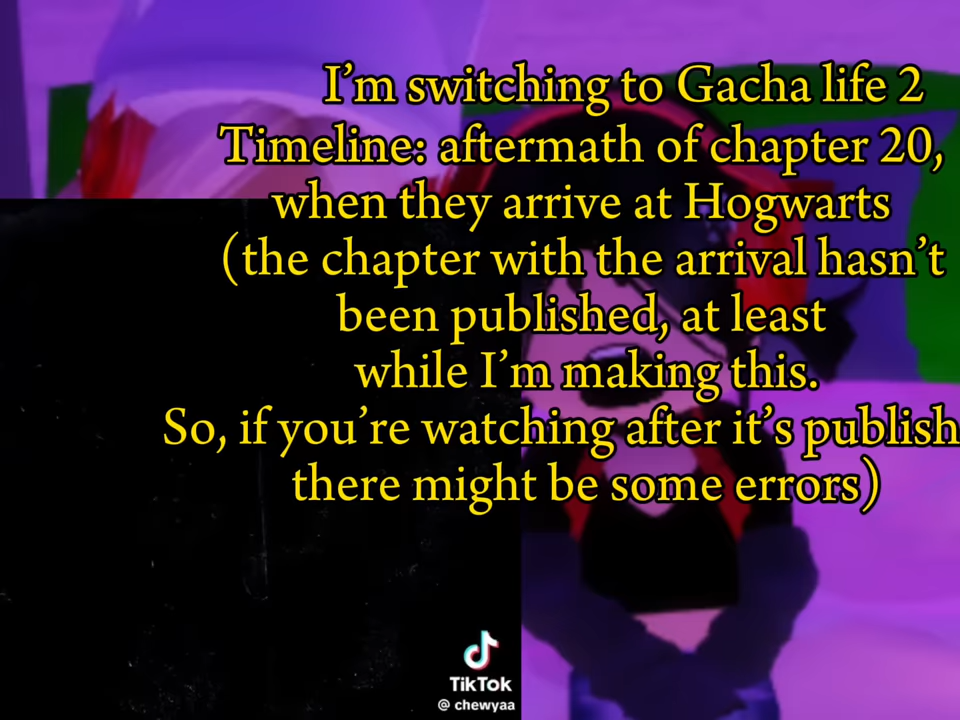 I'm switching to Gacha life 2
Timeline: aftermath of chapter 20,
when they arrive at Hogwarts
(the chapter with the arrival hasn't
been published, at least
while I'm making this.
So, if you're watching after it's publish
there might be some errors)
TikTok
@ chewyaa